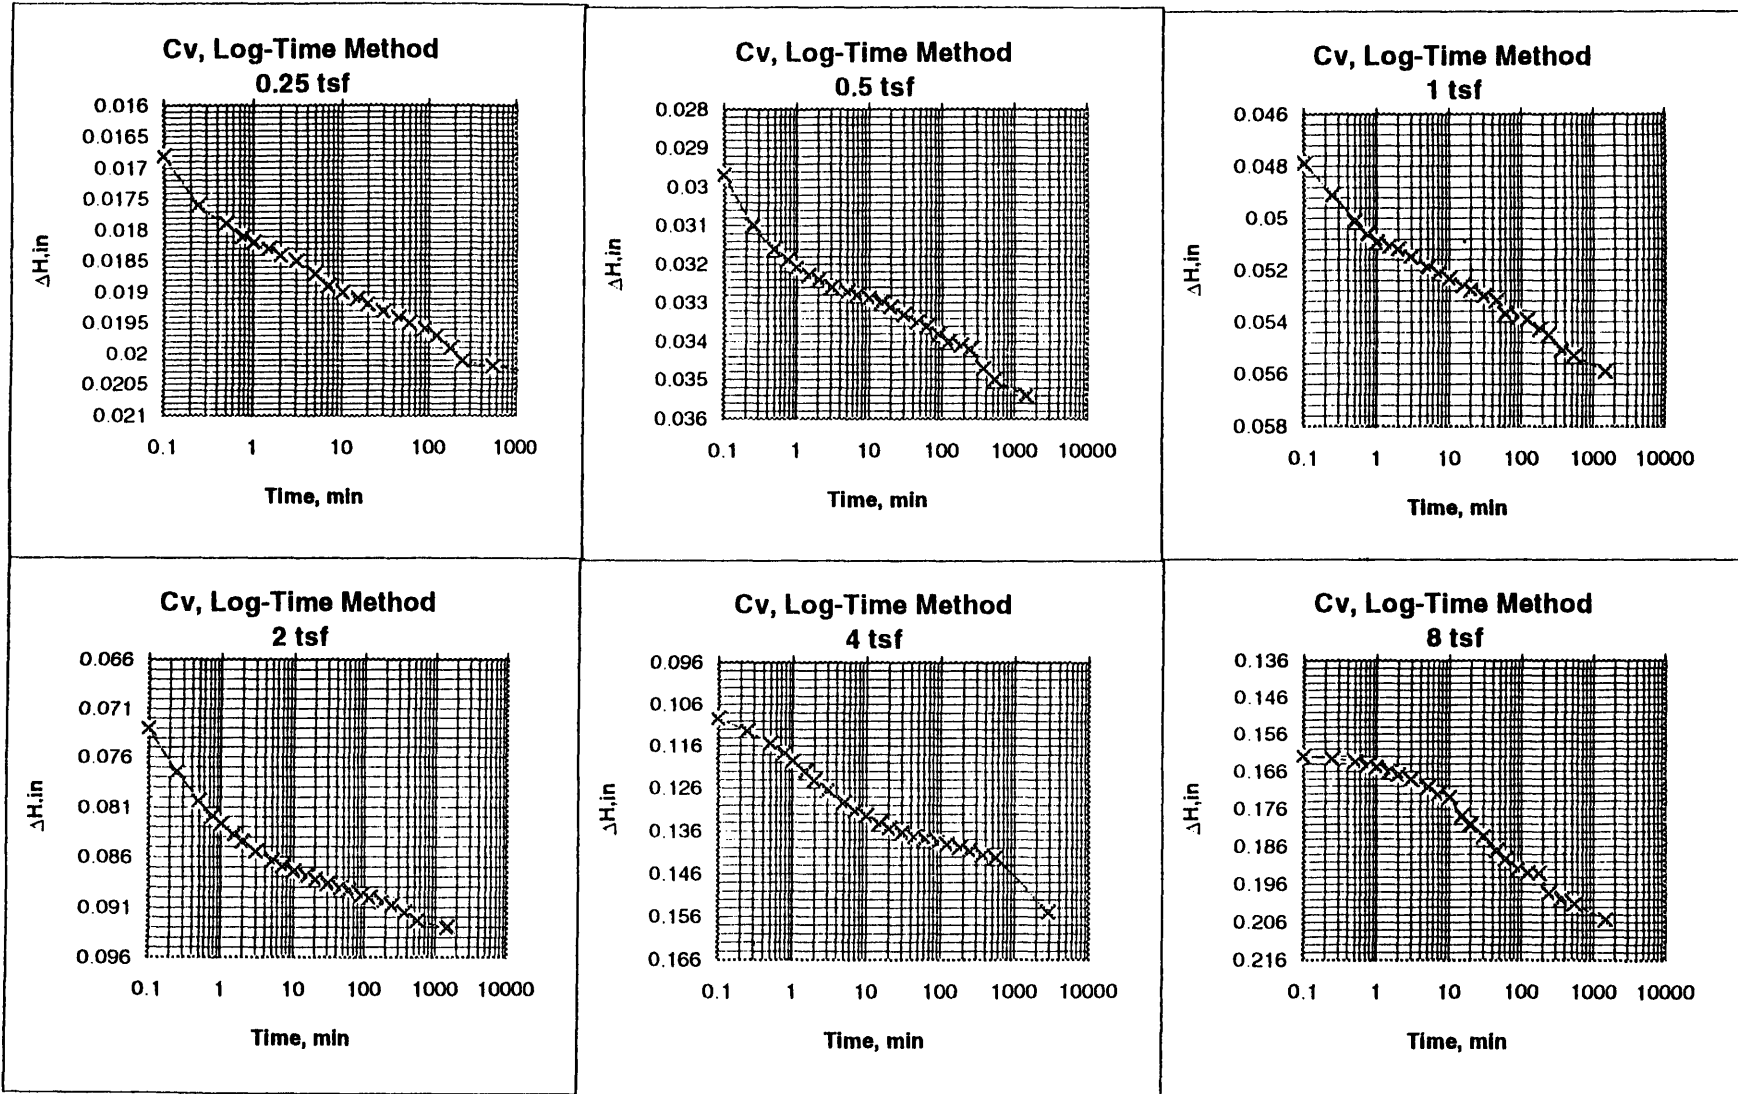 Cv, Log-Time Method
0.25 tsf
0.016
0.0165
0.017
0.0175
0.018
0.0185
0.019
0.0195
0.02
0.0205
0.021
ΔH,in
0.1 1 10 100 1000
Time, min
Cv, Log-Time Method
0.5 tsf
0.028
0.029
0.03
0.031
0.032
0.033
0.034
0.035
0.036
ΔH,in
0.1 1 10 100 1000 10000
Time, min
Cv, Log-Time Method
1 tsf
0.046
0.048
0.05
0.052
0.054
0.056
0.058
ΔH,in
0.1 1 10 100 1000 10000
Time, min
Cv, Log-Time Method
2 tsf
0.066
0.071
0.076
0.081
0.086
0.091
0.096
ΔH.in
0.1 1 10 100 1000 10000
Time, min
Cv, Log-Time Method
4 tsf
0.096
0.106
0.116
0.126
0.136
0.146
0.156
0.166
ΔH,in
0.1 1 10 100 1000 10000
Time, min
Cv, Log-Time Method
8 tsf
0.136
0.146
0.156
0.166
0.176
0.186
0.196
0.206
0.216
ΔH,in
0.1 1 10 100 1000 10000
Time, min